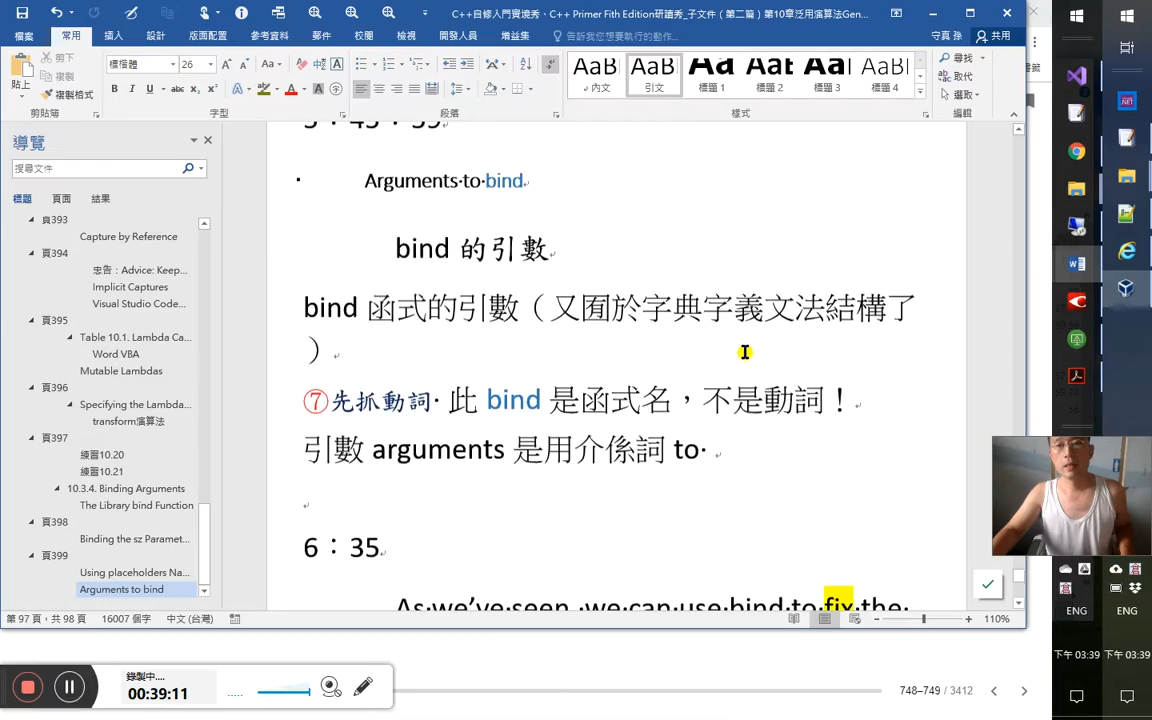 C++自修入門實境秀、C++ Primer Fith Edition研讀秀_子文件（第二篇）第10章泛用演算法Gen...
檔案 常用 插入 設計 版面配置 參考資料 郵件 校閱 檢視 開發人員 增益集 告訴我您想要執行的動作... 守真 孫 共用
貼上 剪下 複製 複製格式
標楷體 26
AaB AaBb AaB AaB AaB AaBb
內文 引文 標題 1 標題 2 標題 3 標題 4
尋找 取代 選取
剪貼簿 字型 段落 樣式 編輯
導覽
搜尋文件
標題 頁面 結果
頁393
Capture by Reference
頁394
忠告：Advice: Keep...
Implicit Captures
Visual Studio Code...
頁395
Table 10.1. Lambda Ca...
Word VBA
Mutable Lambdas
頁396
Specifying the Lambda...
transform演算法
頁397
練習10.20
練習10.21
10.3.4. Binding Arguments
The Library bind Function
頁398
Binding the sz Paramet...
頁399
Using placeholders Na...
Arguments to bind
Arguments to bind
bind 的引數
bind 函式的引數（又囿於字典字義文法結構了
）
⑦先抓動詞 此 bind 是函式名，不是動詞！
引數 arguments 是用介係詞 to
6：35
As we’ve seen, we can use bind to fix the
第 97 頁，共 98 頁 16007 個字 中文 (台灣) 110%
錄製中....
00:39:11
748–749 / 3412
ENG ENG
下午 03:39 下午 03:39